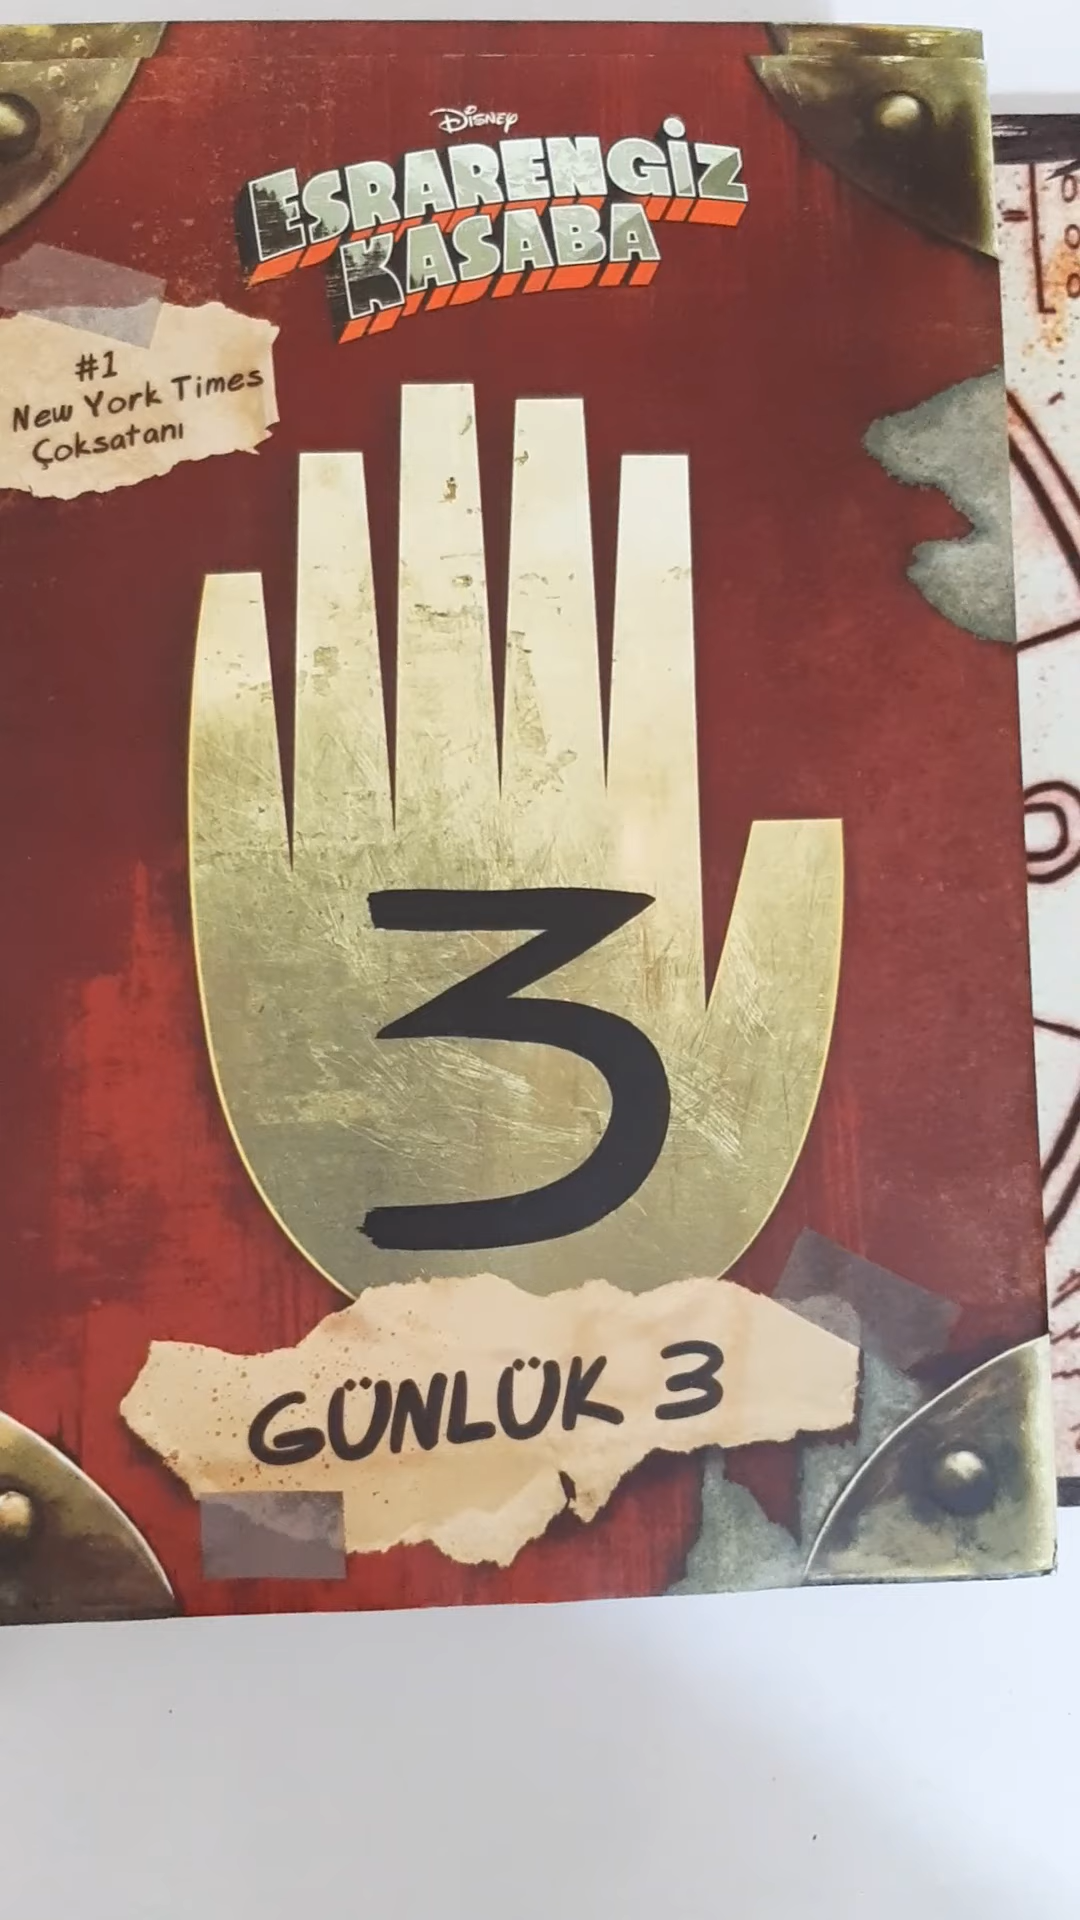 Disney
ESRARENGİZ
KASABA
#1
New York Times
Çoksatanı
3
GÜNLÜK 3